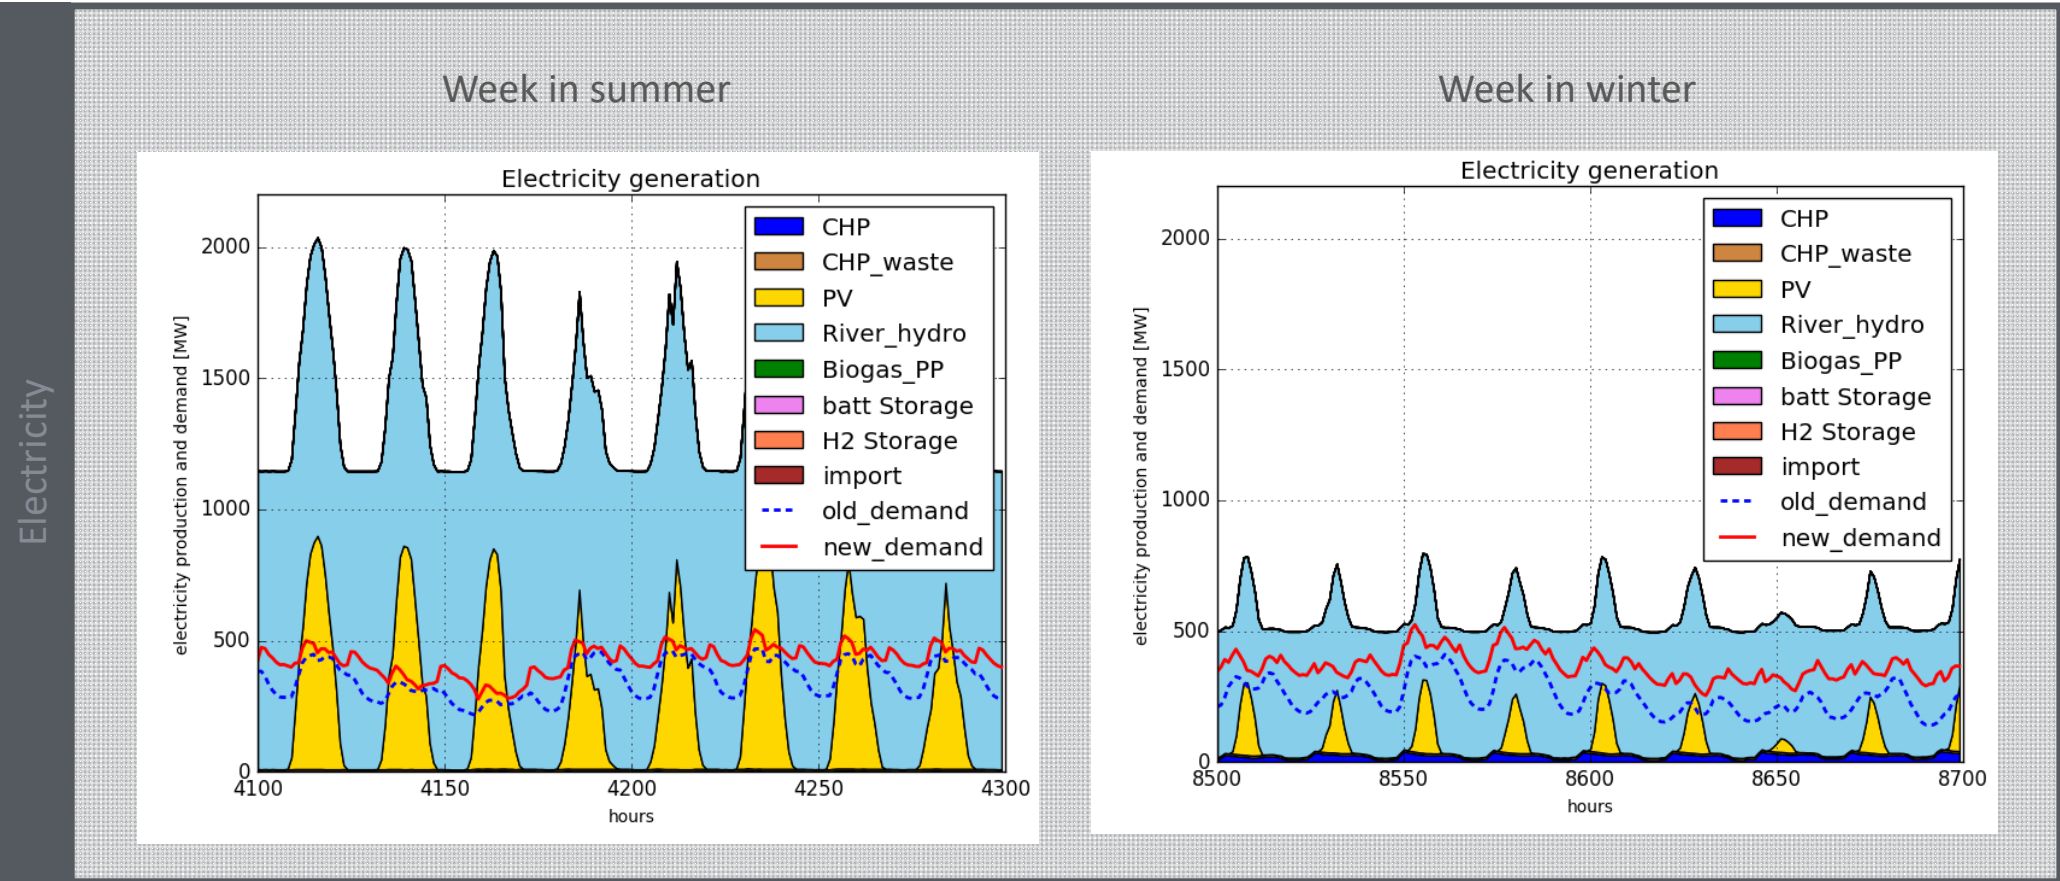 Electricity
Week in summer
Week in winter
Electricity generation
electricity production and demand [MW]
2000
1500
1000
500
0
4100 4150 4200 4250 4300
hours
CHP
CHP_waste
PV
River_hydro
Biogas_PP
batt Storage
H2 Storage
import
old_demand
new_demand
Electricity generation
electricity production and demand [MW]
2000
1500
1000
500
0
8500 8550 8600 8650 8700
hours
CHP
CHP_waste
PV
River_hydro
Biogas_PP
batt Storage
H2 Storage
import
old_demand
new_demand